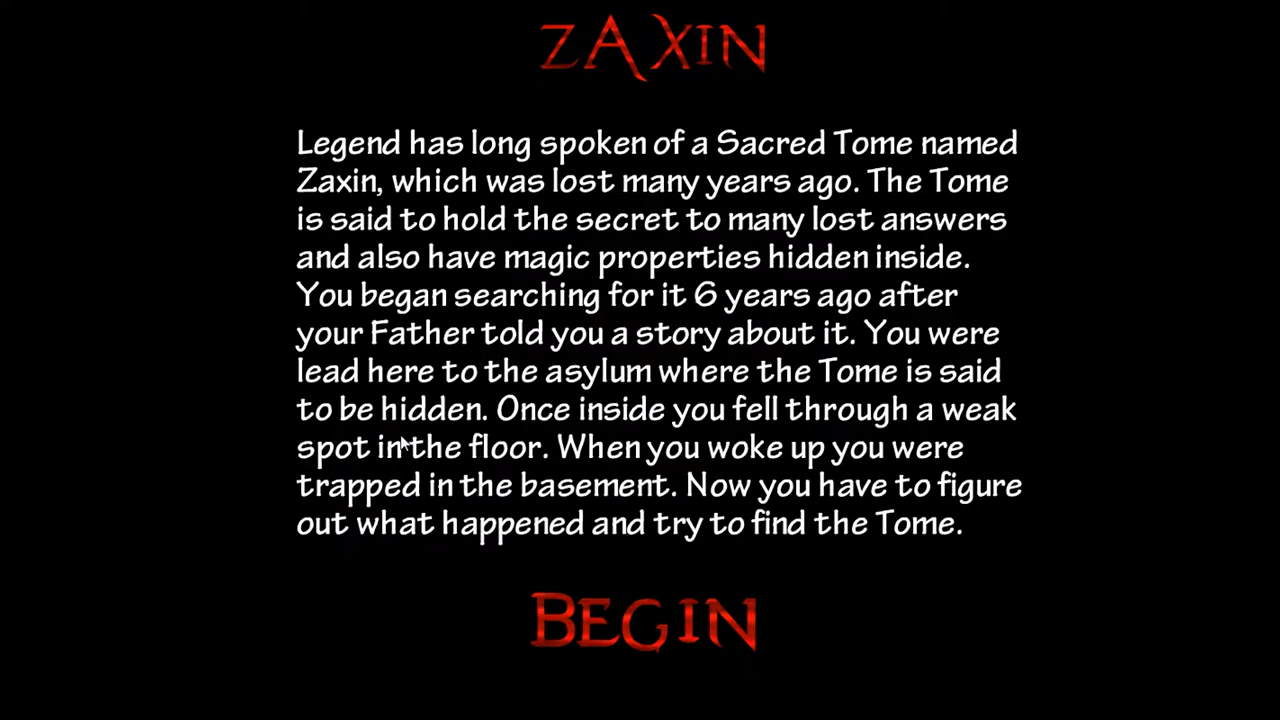 ZAXIN
Legend has long spoken of a Sacred Tome named
Zaxin, which was lost many years ago. The Tome
is said to hold the secret to many lost answers
and also have magic properties hidden inside.
You began searching for it 6 years ago after
your Father told you a story about it. You were
lead here to the asylum where the Tome is said
to be hidden. Once inside you fell through a weak
spot in the floor. When you woke up you were
trapped in the basement. Now you have to figure
out what happened and try to find the Tome.
BEGIN